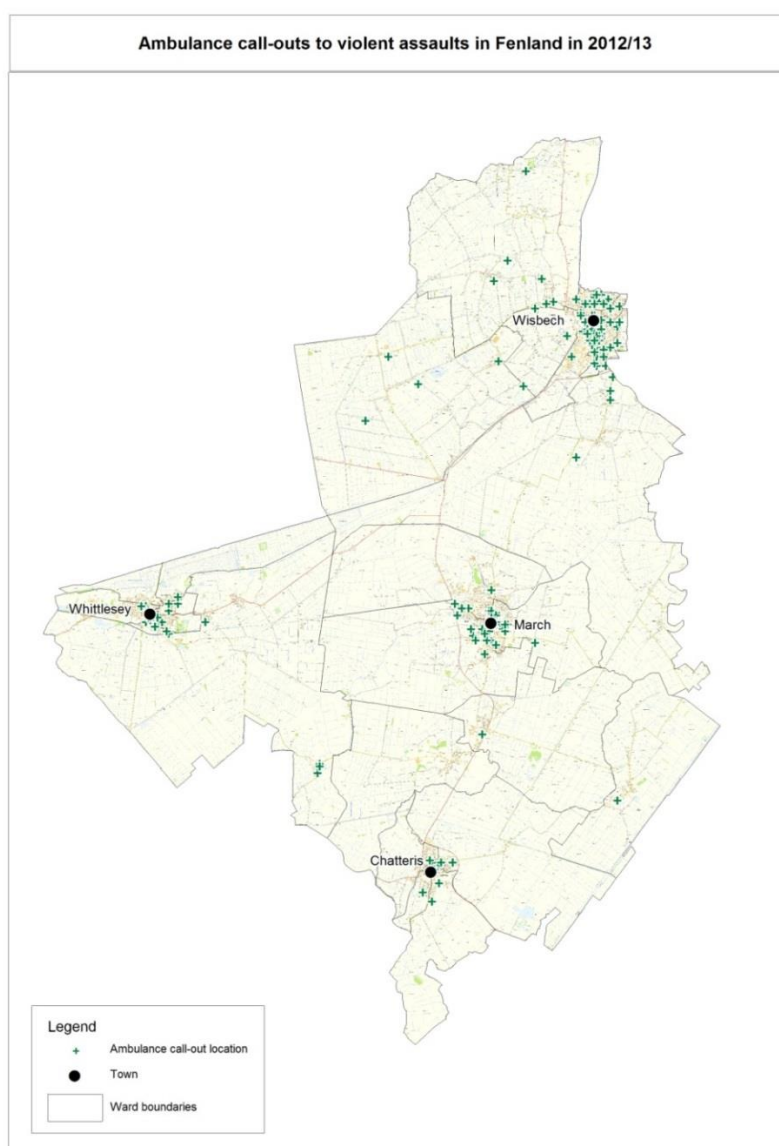 Ambulance call-outs to violent assaults in Fenland in 2012/13
Wisbech
Whittlesey
March
Chatteris
Legend
Ambulance call-out location
Town
Ward boundaries